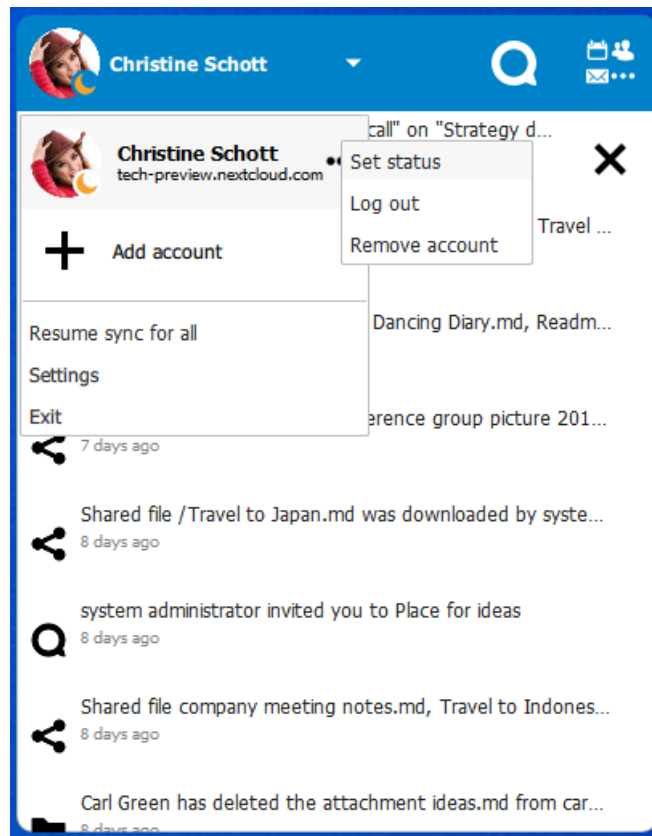 Christine Schott
call" on "Strategy d...
Christine Schott
tech-preview.nextcloud.com
Set status
Log out
Remove account
Travel ...
Add account
Dancing Diary.md, Readm...
Resume sync for all
Settings
Exit
erence group picture 201...
7 days ago
Shared file /Travel to Japan.md was downloaded by syste...
8 days ago
system administrator invited you to Place for ideas
8 days ago
Shared file company meeting notes.md, Travel to Indones...
8 days ago
Carl Green has deleted the attachment ideas.md from car...
8 days ago